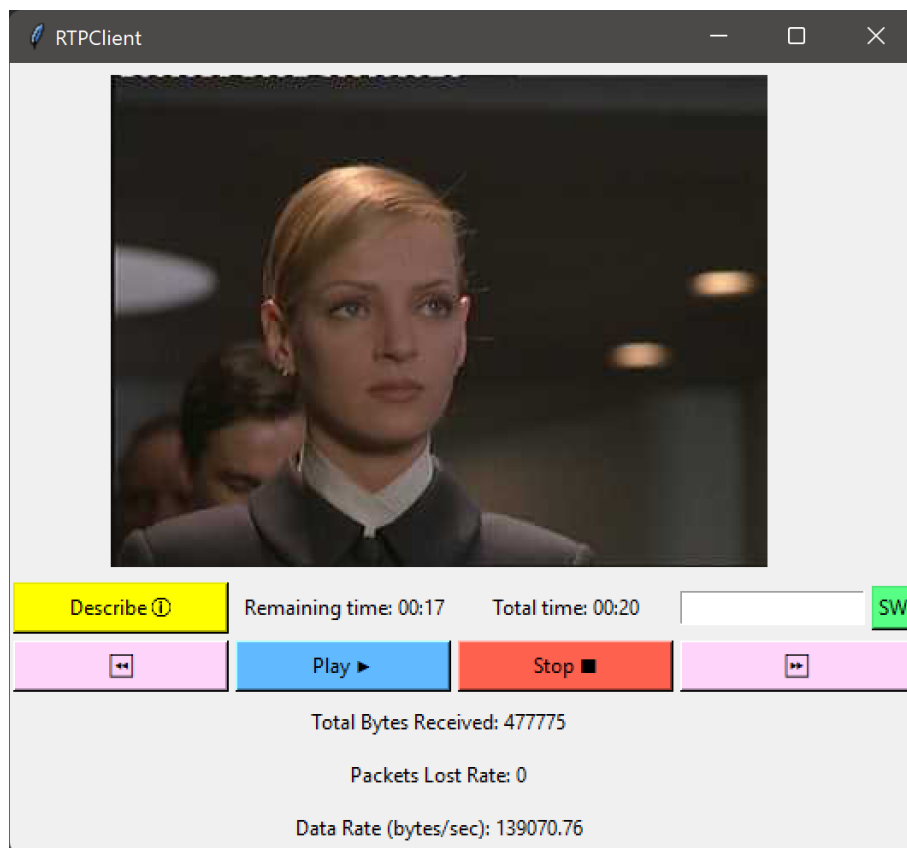 RTPClient
Describe ⓘ Remaining time: 00:17 Total time: 00:20 SW
⏪ Play ► Stop ■ ⏩
Total Bytes Received: 477775
Packets Lost Rate: 0
Data Rate (bytes/sec): 139070.76